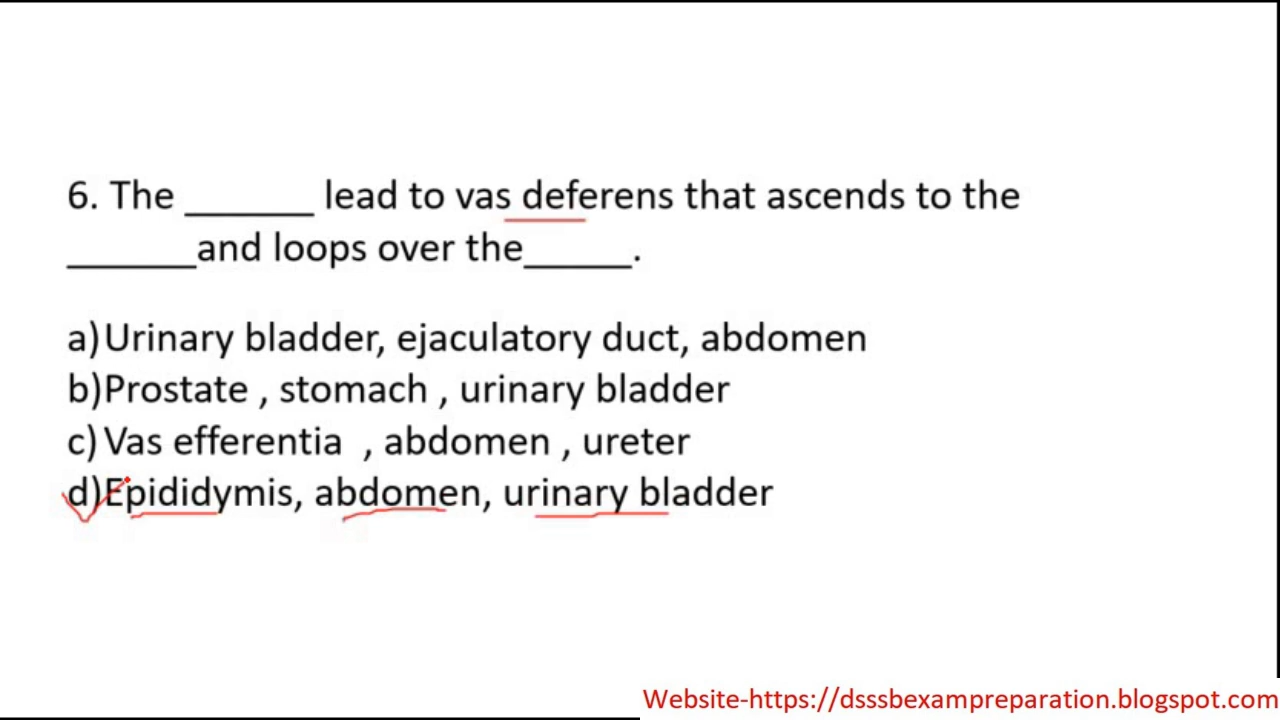 6. The _______ lead to vas deferens that ascends to the
_______and loops over the______.
a)Urinary bladder, ejaculatory duct, abdomen
b)Prostate , stomach , urinary bladder
c) Vas efferentia , abdomen , ureter
d)Epididymis, abdomen, urinary bladder
Website-https://dsssbexampreparation.blogspot.com